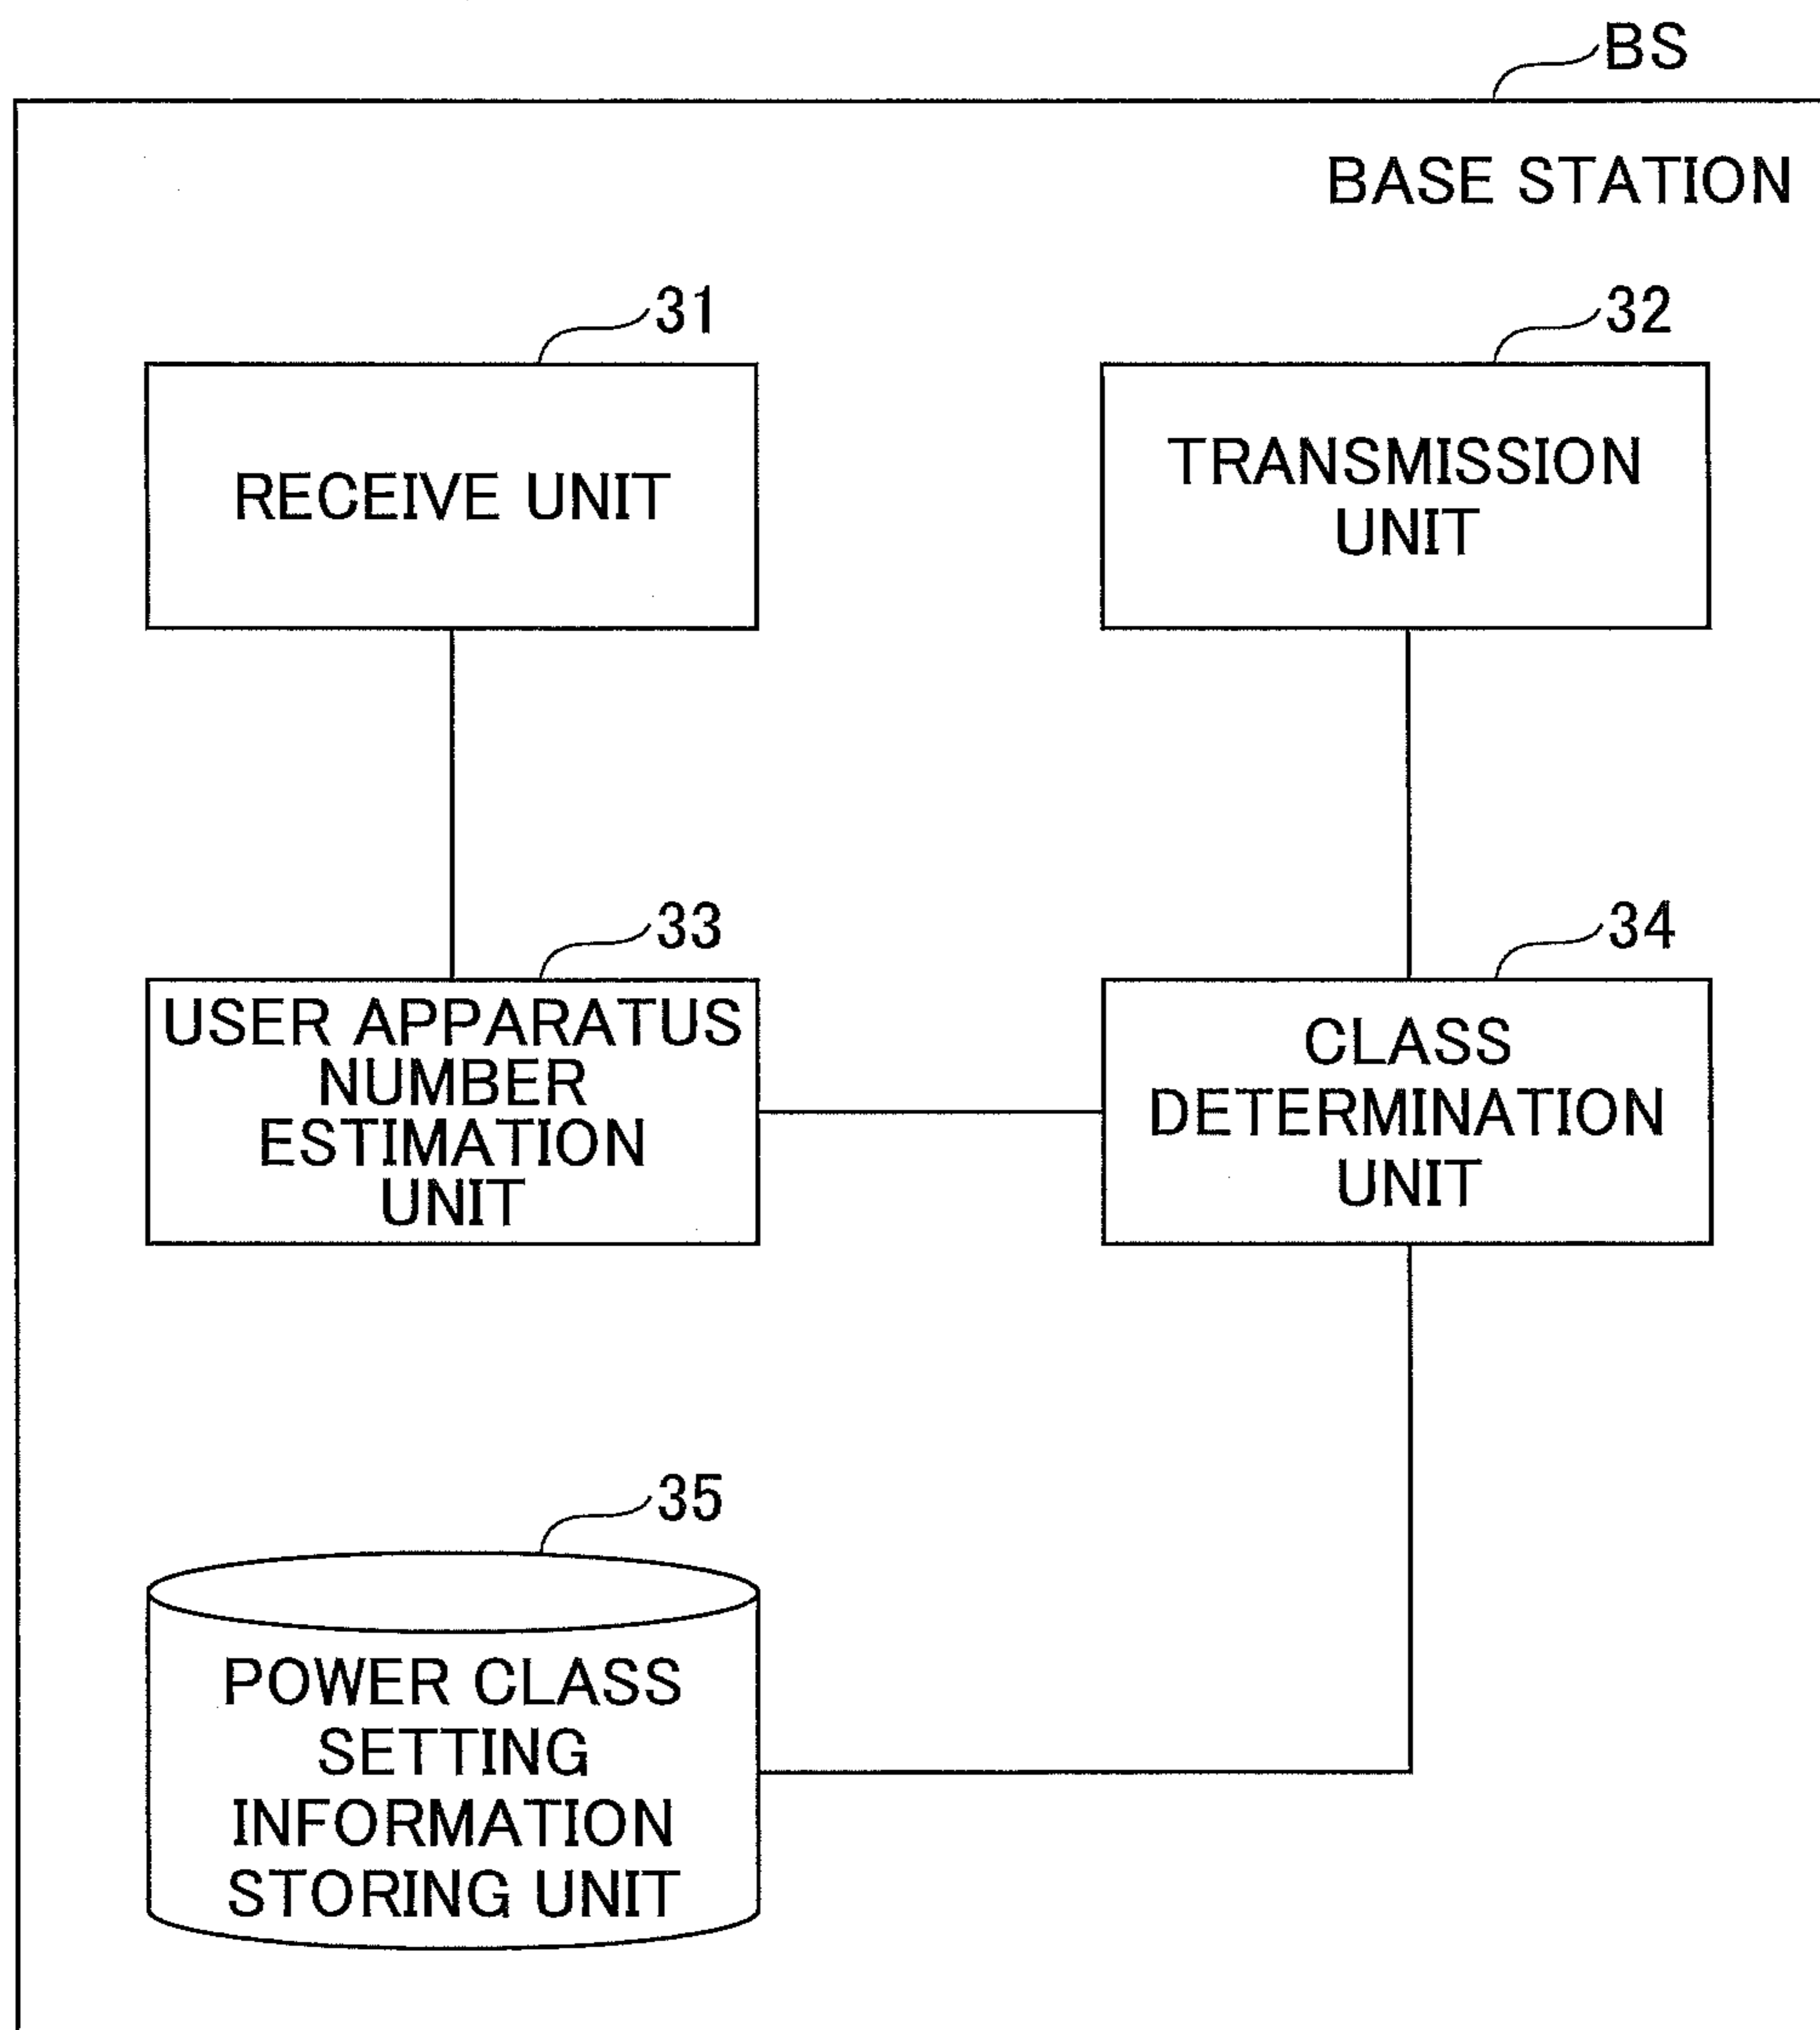 BS
BASE STATION
31
32
RECEIVE UNIT
TRANSMISSION
UNIT
33
34
USER APPARATUS
NUMBER
ESTIMATION
UNIT
CLASS
DETERMINATION
UNIT
35
POWER CLASS
SETTING
INFORMATION
STORING UNIT